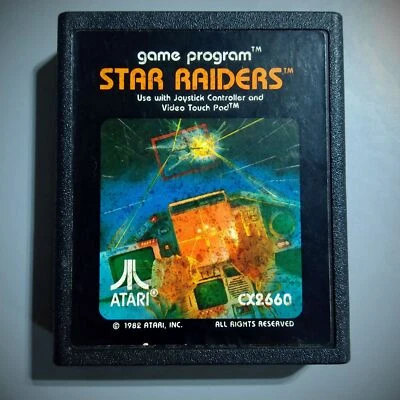 game program™
STAR RAIDERS™
Use with Joystick Controller and
Video Touch Pad™
ATARI®
CX2660
© 1982 ATARI, INC. ALL RIGHTS RESERVED